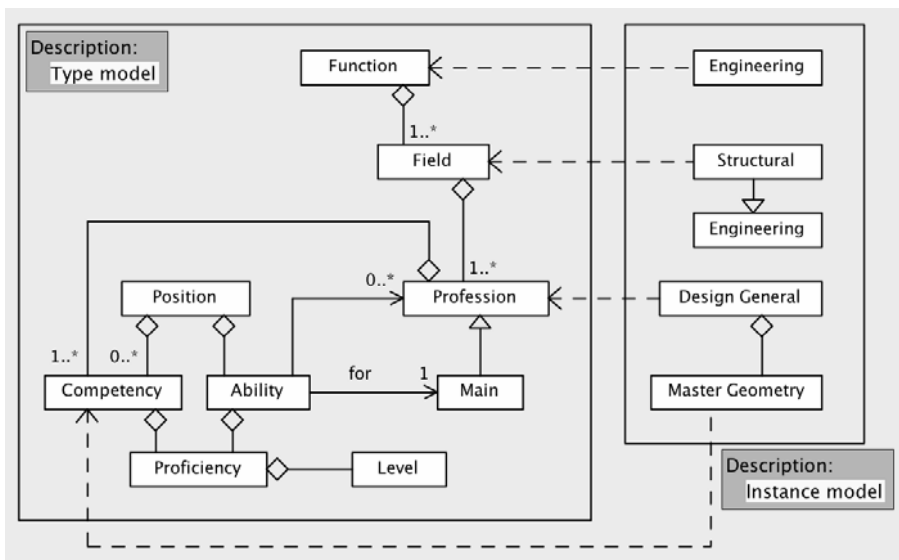 Description:
Type model
Function
Engineering
1..*
Field
Structural
Engineering
0..*
1..*
Position
Profession
Design General
1..*
0..*
for
1
Competency
Ability
Main
Master Geometry
Proficiency
Level
Description:
Instance model